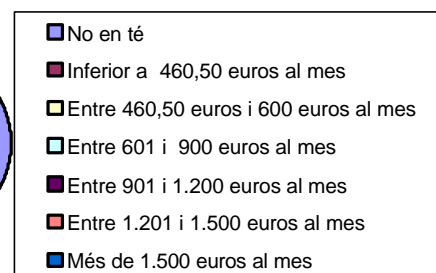 No en té
Inferior a 460,50 euros al mes
Entre 460,50 euros i 600 euros al mes
Entre 601 i 900 euros al mes
Entre 901 i 1.200 euros al mes
Entre 1.201 i 1.500 euros al mes
Més de 1.500 euros al mes